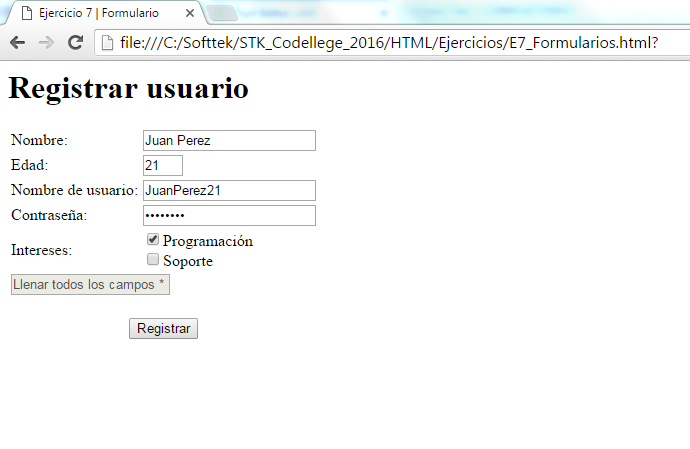 Ejercicio 7 | Formulario
file:///C:/Softtek/STK_Codellege_2016/HTML/Ejercicios/E7_Formularios.html?
Registrar usuario
Nombre: Juan Perez
Edad: 21
Nombre de usuario: JuanPerez21
Contraseña: ••••••••
Intereses: Programación
Soporte
Llenar todos los campos *
Registrar